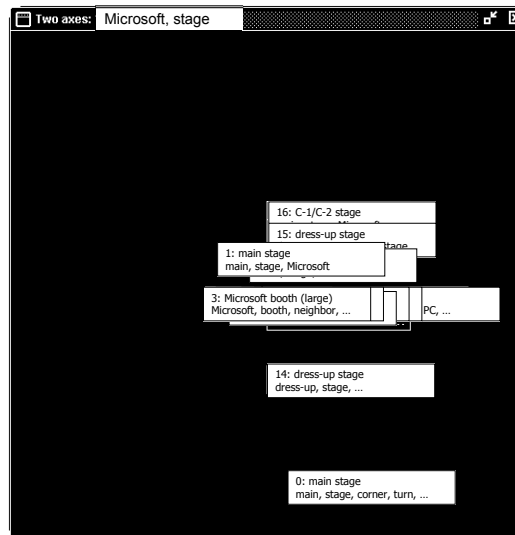 Two axes: Microsoft, stage
16: C-1/C-2 stage
15: dress-up stage
stage
1: main stage
main, stage, Microsoft
3: Microsoft booth (large)
Microsoft, booth, neighbor, ...
PC, ...
14: dress-up stage
dress-up, stage, ...
0: main stage
main, stage, corner, turn, ...